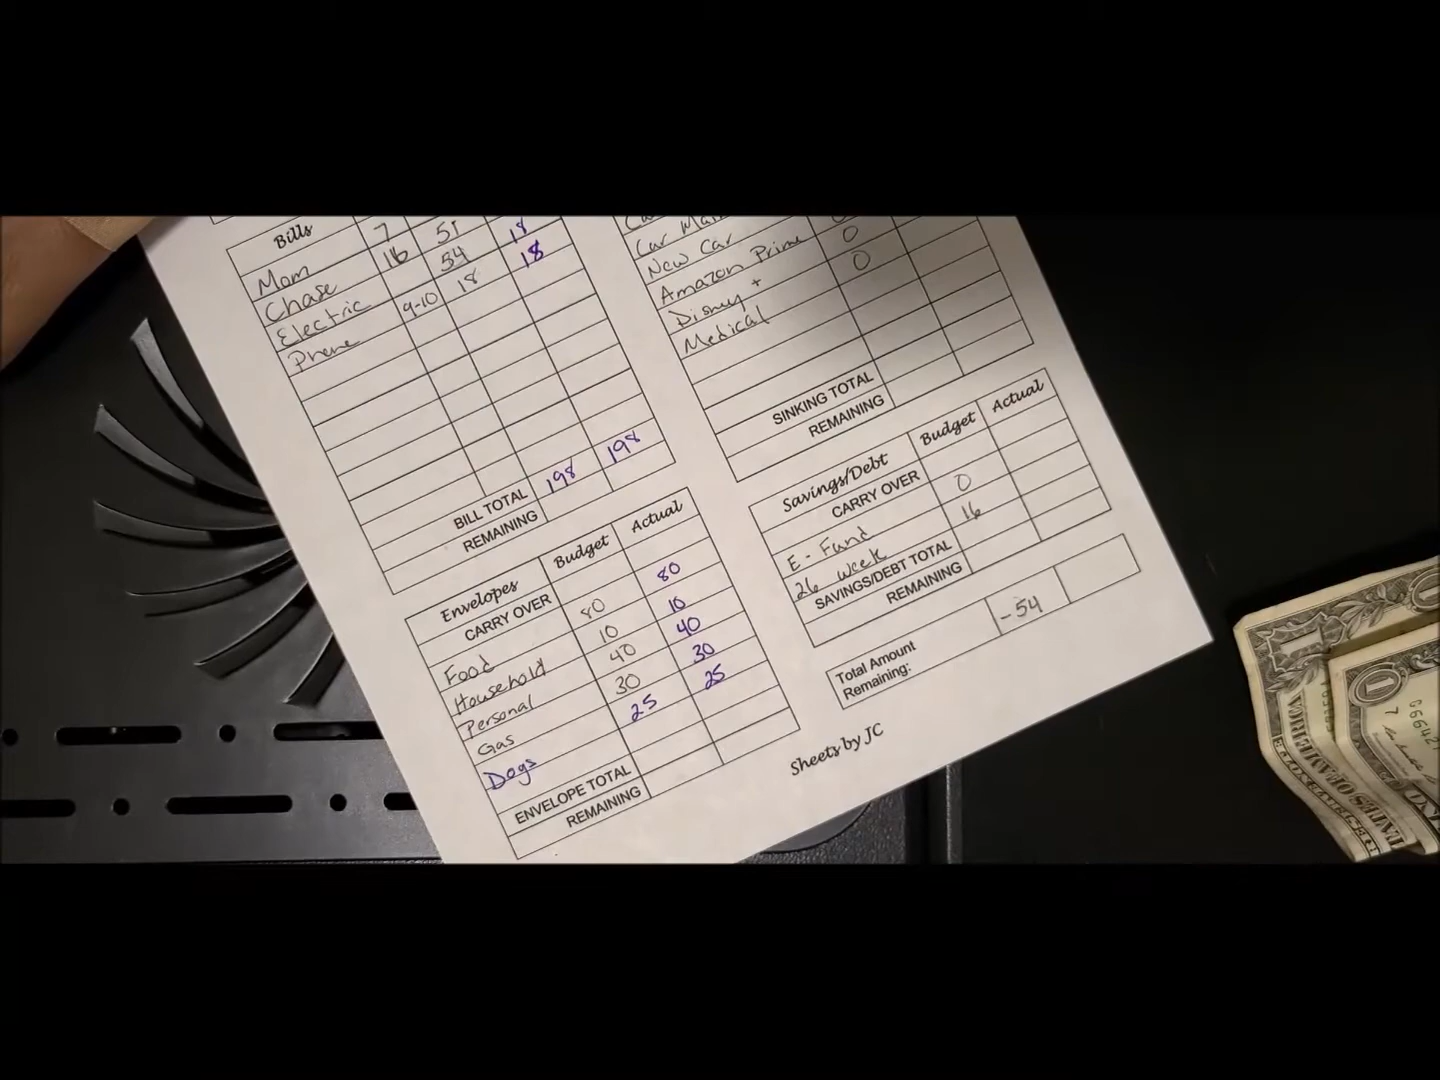 Bills
Mom 7 51 18
Chase 16 54 18
Electric 9-10 18
Phone
BILL TOTAL 198 198
REMAINING
Envelopes Budget Actual
CARRY OVER
Food 80 80
Household 10 10
Personal 40 40
Gas 30 30
Dogs 25 25
ENVELOPE TOTAL
REMAINING
New Car
Amazon Prime 0
Disney + 0
Medical
SINKING TOTAL
REMAINING
Savings/Debt Budget Actual
CARRY OVER
E - Fund 0
26 week 16
SAVINGS/DEBT TOTAL
REMAINING
Total Amount
Remaining: -54
Sheets by JC